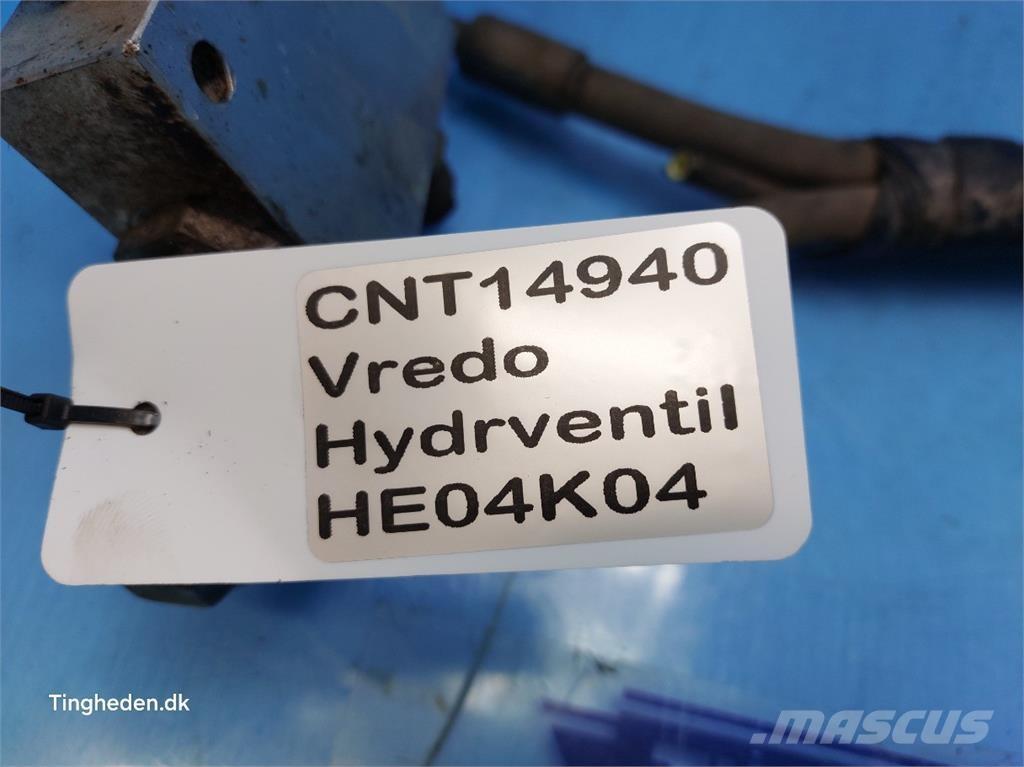 CNT14940
Vredo
Hydrventil
HE04K04
Tingheden.dk
MASCUS